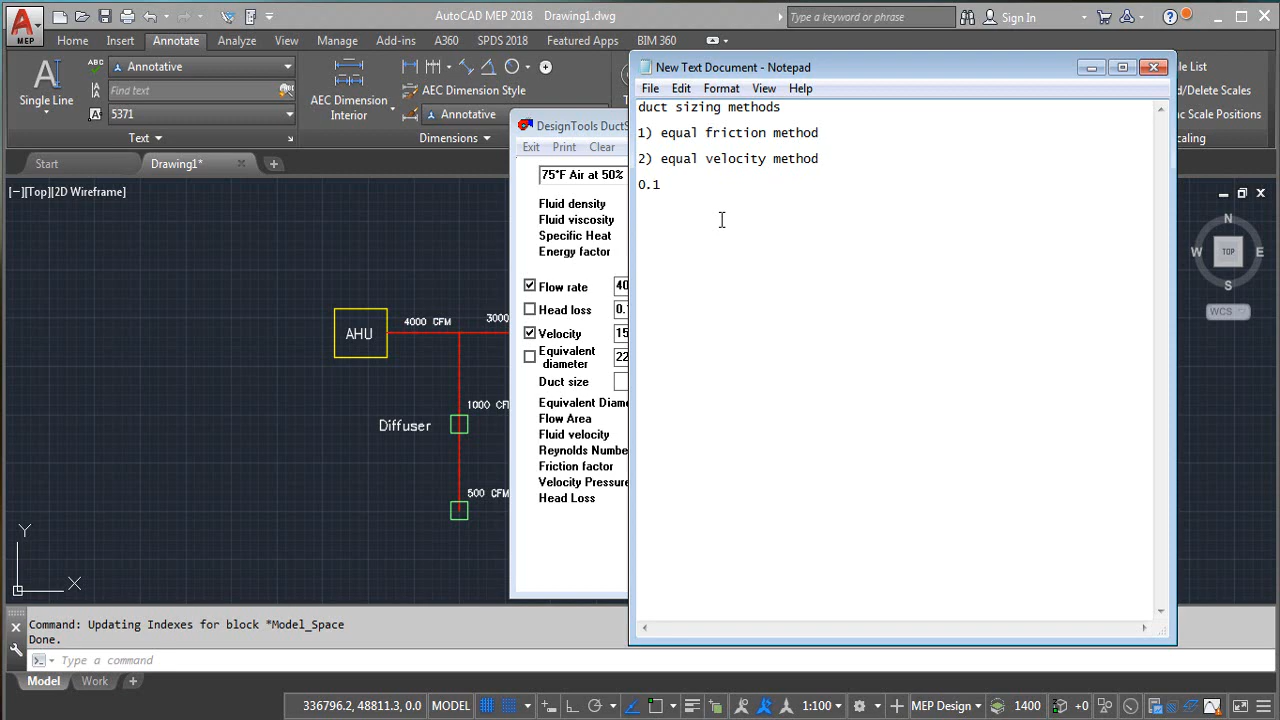 AutoCAD MEP 2018 Drawing1.dwg
Type a keyword or phrase
Sign In
MEP
Home Insert Annotate Analyze View Manage Add-ins A360 SPDS 2018 Featured Apps BIM 360
Single Line
ABC
Annotative
Find text
5371
Text
AEC Dimension
Interior
AEC Dimension Style
Annotative
Dimensions
Start
Drawing1*
[−][Top][2D Wireframe]
AHU
4000 CFM
3000
Diffuser
1000 CF
500 CFM
Y
X
Exit Print Clear
75°F Air at 50%
Fluid density
Fluid viscosity
Specific Heat
Energy factor
Flow rate
Head loss
Velocity
15
Equivalent
diameter
22
Duct size
Flow Area
Fluid velocity
Friction factor
Head Loss
New Text Document - Notepad
File Edit Format View Help
duct sizing methods
1) equal friction method
2) equal velocity method
0.1
N
W TOP E
S
WCS
Command: Updating Indexes for block *Model_Space
Done.
Type a command
Model Work
336796.2, 48811.3, 0.0 MODEL
1:100
MEP Design
1400
+0